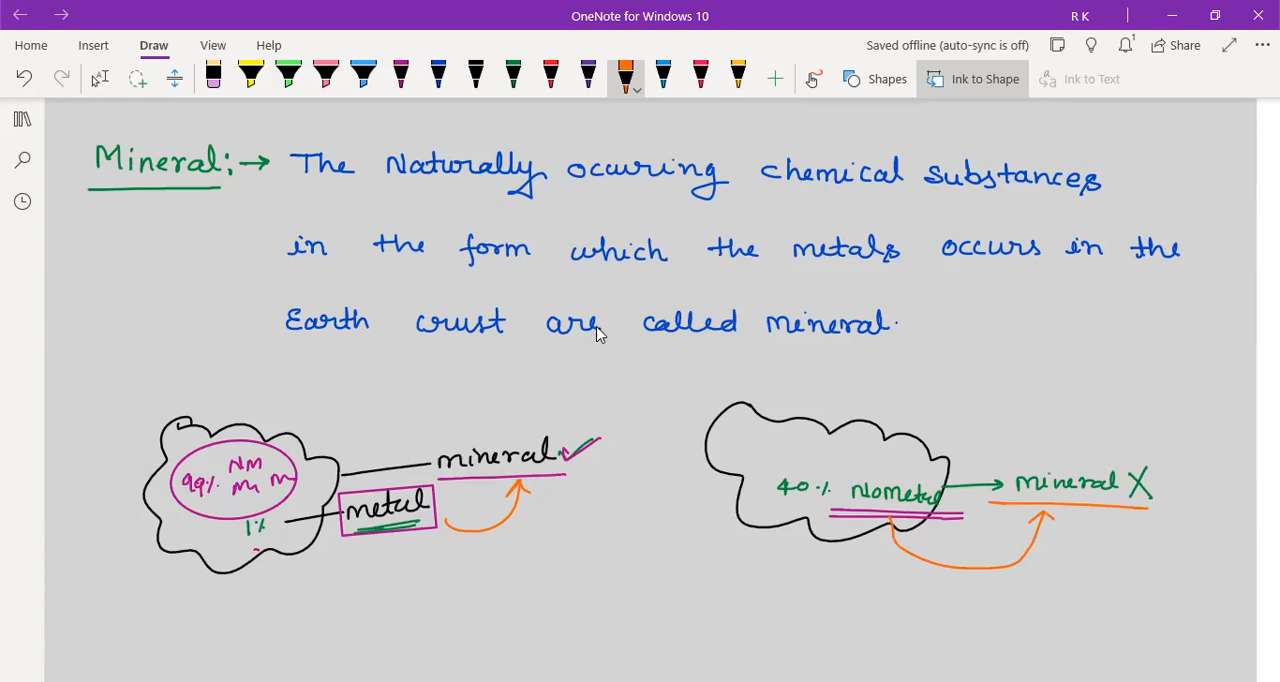 OneNote for Windows 10
R K
Home Insert Draw View Help
Saved offline (auto-sync is off)
1
Share
Shapes
Ink to Shape
Ink to Text
Mineral:→ The Naturally occuring chemical substances
in the form which the metals occurs in the
Earth crust are called mineral.
mineral ✓
99% NM
metal
1%
40% Nometal → mineral X